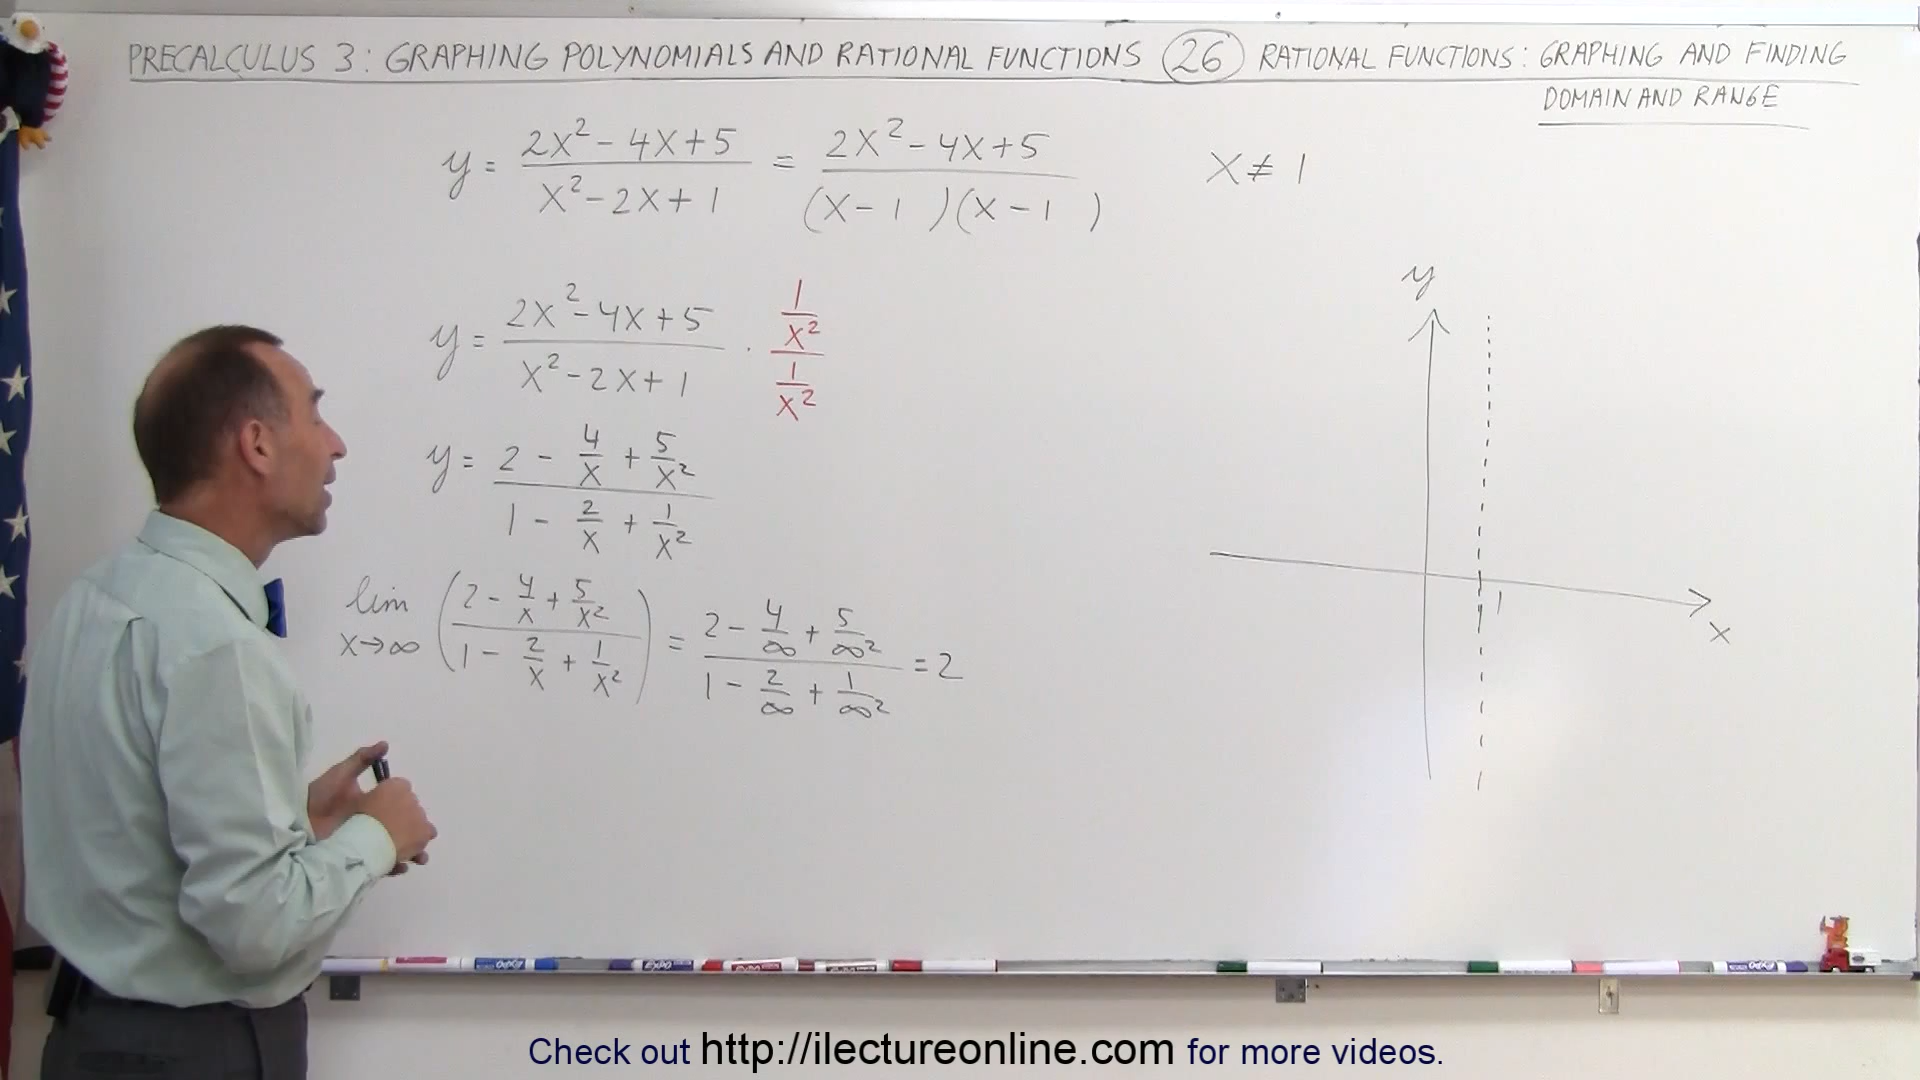 PRECALCULUS 3: GRAPHING POLYNOMIALS AND RATIONAL FUNCTIONS (26) RATIONAL FUNCTIONS: GRAPHING AND FINDING
DOMAIN AND RANGE
y = (2x² - 4x + 5)/(x² - 2x + 1) = (2x² - 4x + 5)/((x - 1)(x - 1))    x ≠ 1
y = (2x² - 4x + 5)/(x² - 2x + 1) · (1/x²)/(1/x²)
y = (2 - 4/x + 5/x²)/(1 - 2/x + 1/x²)
lim x→∞ ((2 - 4/x + 5/x²)/(1 - 2/x + 1/x²)) = (2 - 4/∞ + 5/∞²)/(1 - 2/∞ + 1/∞²) = 2
y
1
x
EXPO
Check out http://ilectureonline.com for more videos.